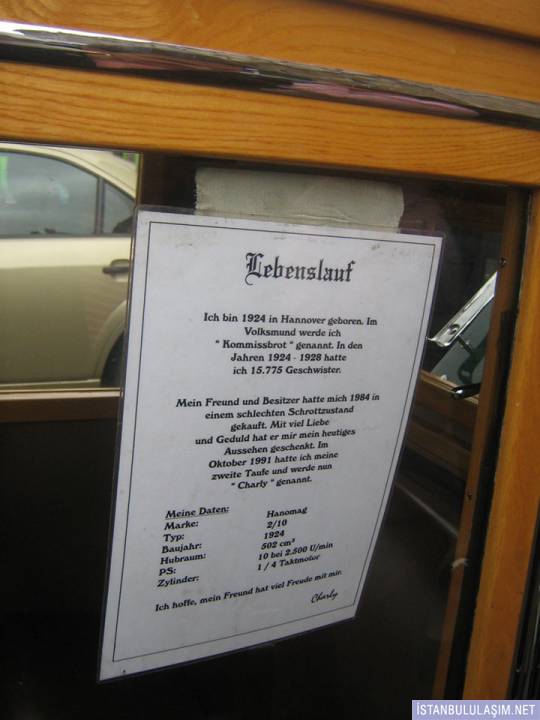 Lebenslauf
Ich bin 1924 in Hannover geboren. Im
Volksmund werde ich
" Kommissbrot " genannt. In den
Jahren 1924 - 1928 hatte
ich 15.775 Geschwister.
Mein Freund und Besitzer hatte mich 1984 in
einem schlechten Schrottzustand
gekauft. Mit viel Liebe
und Geduld hat er mir mein heutiges
Aussehen geschenkt. Im
Oktober 1991 hatte ich meine
zweite Taufe und werde nun
" Charly " genannt.
Meine Daten:
Marke: Hanomag
Typ: 2/10
Baujahr: 1924
Hubraum: 502 cm³
PS: 10 bei 2.500 U/min
Zylinder: 1 / 4 Taktmotor
Ich hoffe, mein Freund hat viel Freude mit mir.
Charly
İSTANBULULAŞIM.NET